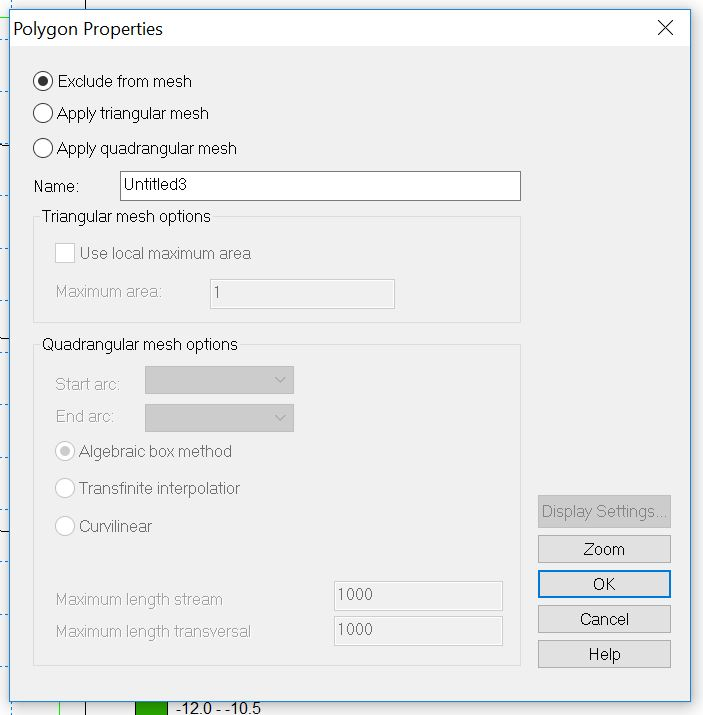 Polygon Properties
Exclude from mesh
Apply triangular mesh
Apply quadrangular mesh
Name: Untitled3
Triangular mesh options
Use local maximum area
Maximum area: 1
Quadrangular mesh options
Start arc:
End arc:
Algebraic box method
Transfinite interpolatior
Curvilinear
Maximum length stream 1000
Maximum length transversal 1000
Display Settings...
Zoom
OK
Cancel
Help
-12.0 - -10.5